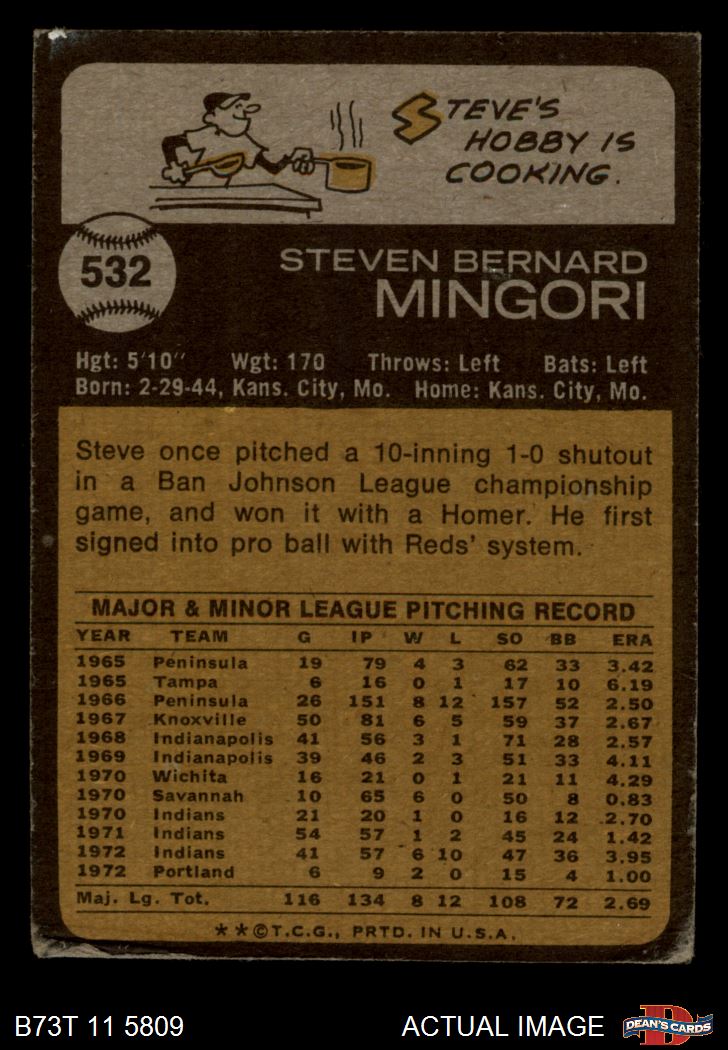 STEVE'S
HOBBY IS
COOKING.
532
STEVEN BERNARD
MINGORI
Hgt: 5'10" Wgt: 170 Throws: Left Bats: Left
Born: 2-29-44, Kans. City, Mo. Home: Kans. City, Mo.
Steve once pitched a 10-inning 1-0 shutout
in a Ban Johnson League championship
game, and won it with a Homer. He first
signed into pro ball with Reds' system.
MAJOR & MINOR LEAGUE PITCHING RECORD
YEAR TEAM G IP W L SO BB ERA
1965 Peninsula 19 79 4 3 62 33 3.42
1965 Tampa 6 16 0 1 17 10 6.19
1966 Peninsula 26 151 8 12 157 52 2.50
1967 Knoxville 50 81 6 5 59 37 2.67
1968 Indianapolis 41 56 3 1 71 28 2.57
1969 Indianapolis 39 46 2 3 51 33 4.11
1970 Wichita 16 21 0 1 21 11 4.29
1970 Savannah 10 65 6 0 50 8 0.83
1970 Indians 21 20 1 0 16 12 2.70
1971 Indians 54 57 1 2 45 24 1.42
1972 Indians 41 57 6 10 47 36 3.95
1972 Portland 6 9 2 0 15 4 1.00
Maj. Lg. Tot. 116 134 8 12 108 72 2.69
**©T.C.G., PRTD. IN U.S.A.
B73T 11 5809 ACTUAL IMAGE D DEAN'S CARDS